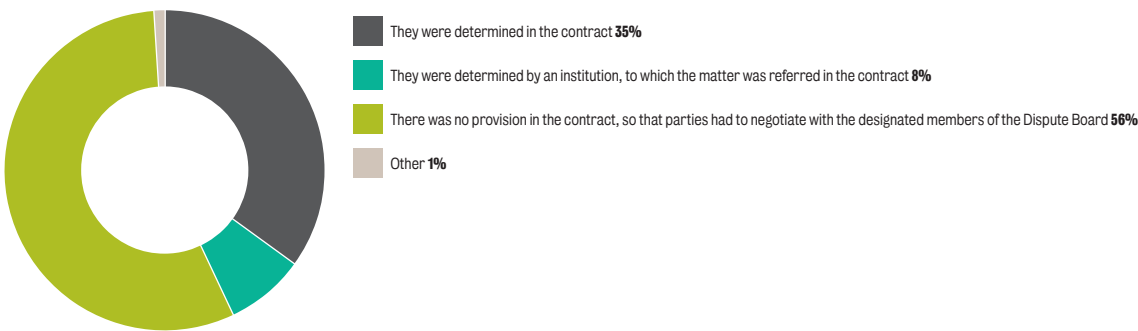 They were determined in the contract 35%
They were determined by an institution, to which the matter was referred in the contract 8%
There was no provision in the contract, so that parties had to negotiate with the designated members of the Dispute Board 56%
Other 1%